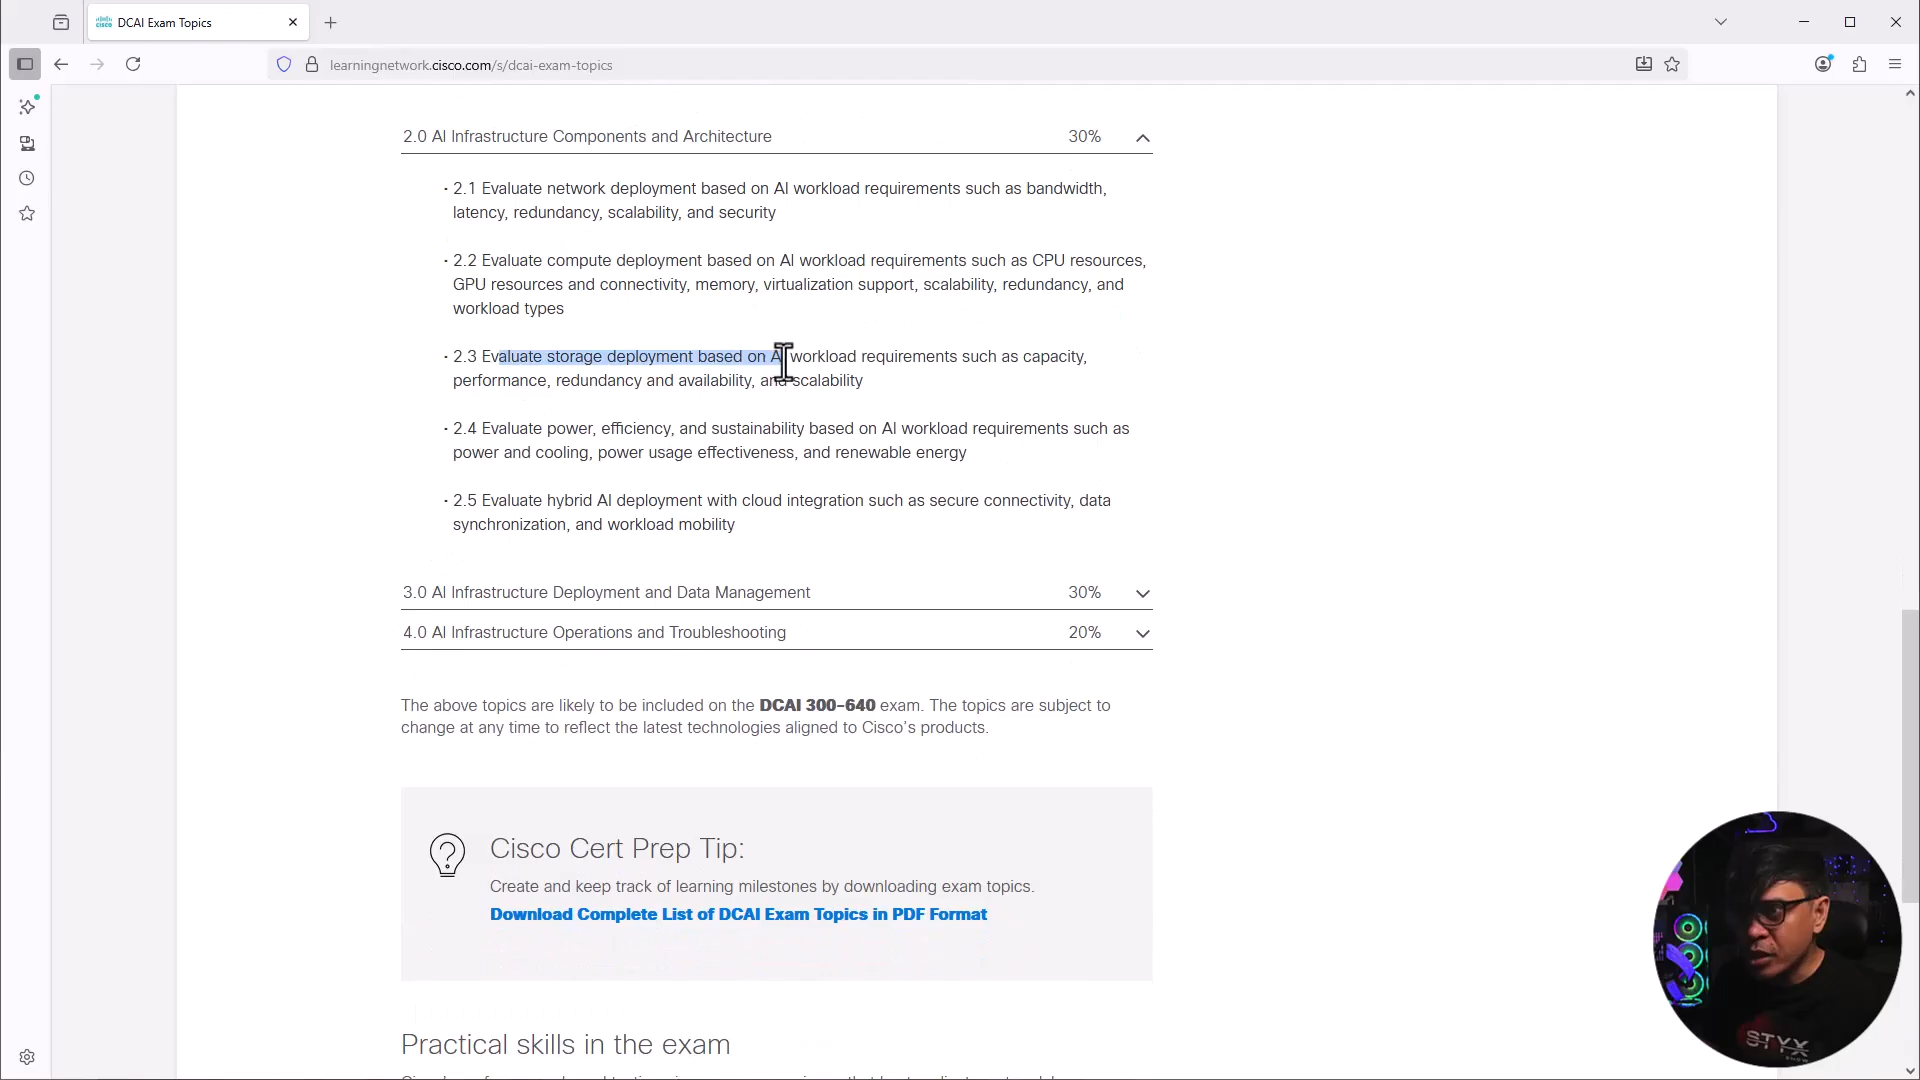 DCAI Exam Topics
learningnetwork.cisco.com/s/dcai-exam-topics
2.0 AI Infrastructure Components and Architecture 30%
· 2.1 Evaluate network deployment based on AI workload requirements such as bandwidth,
latency, redundancy, scalability, and security
· 2.2 Evaluate compute deployment based on AI workload requirements such as CPU resources,
GPU resources and connectivity, memory, virtualization support, scalability, redundancy, and
workload types
· 2.3 Evaluate storage deployment based on AI workload requirements such as capacity,
performance, redundancy and availability, and scalability
· 2.4 Evaluate power, efficiency, and sustainability based on AI workload requirements such as
power and cooling, power usage effectiveness, and renewable energy
· 2.5 Evaluate hybrid AI deployment with cloud integration such as secure connectivity, data
synchronization, and workload mobility
3.0 AI Infrastructure Deployment and Data Management 30%
4.0 AI Infrastructure Operations and Troubleshooting 20%
The above topics are likely to be included on the DCAI 300-640 exam. The topics are subject to
change at any time to reflect the latest technologies aligned to Cisco's products.
Cisco Cert Prep Tip:
Create and keep track of learning milestones by downloading exam topics.
Download Complete List of DCAI Exam Topics in PDF Format
Practical skills in the exam
STYX